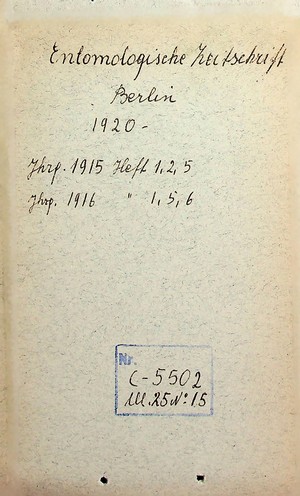 Entomologische Zeitschrift
Berlin
1920-
Jhrg. 1915 Heft 1, 2, 5
Jhrg. 1916 " 1, 5, 6
Nr.
C-5502
III.25 No 15